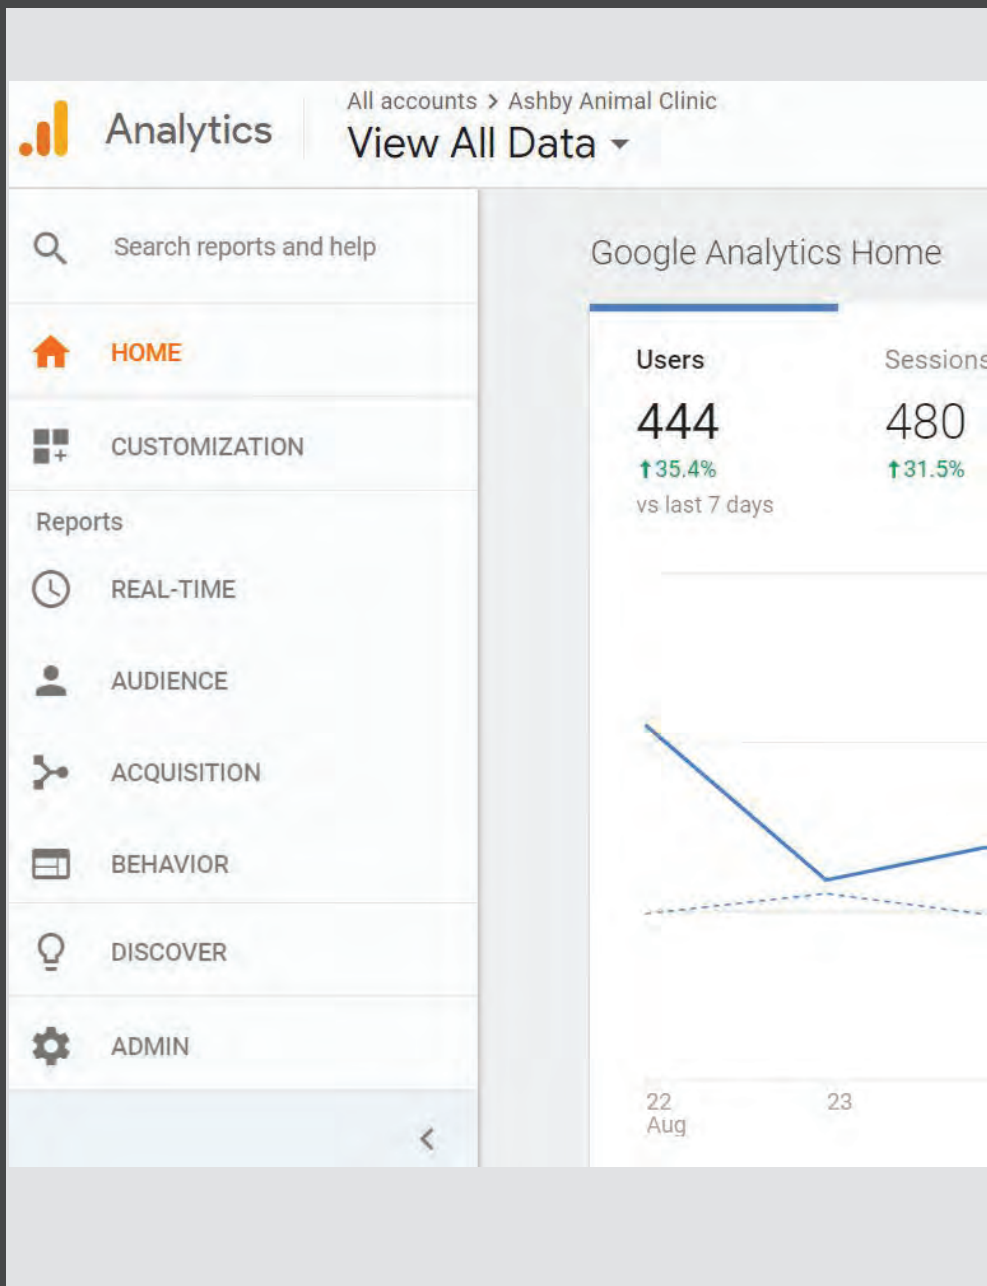 Analytics
All accounts > Ashby Animal Clinic
View All Data
Search reports and help
HOME
CUSTOMIZATION
Reports
REAL-TIME
AUDIENCE
ACQUISITION
BEHAVIOR
DISCOVER
ADMIN
Google Analytics Home
Users
444
↑35.4%
vs last 7 days
Sessions
480
↑31.5%
22
Aug
23